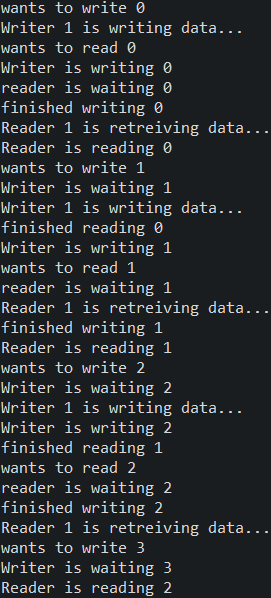 wants to write 0
Writer 1 is writing data...
wants to read 0
Writer is writing 0
reader is waiting 0
finished writing 0
Reader 1 is retreiving data...
Reader is reading 0
wants to write 1
Writer is waiting 1
Writer 1 is writing data...
finished reading 0
Writer is writing 1
wants to read 1
reader is waiting 1
Reader 1 is retreiving data...
finished writing 1
Reader is reading 1
wants to write 2
Writer is waiting 2
Writer 1 is writing data...
Writer is writing 2
finished reading 1
wants to read 2
reader is waiting 2
finished writing 2
Reader 1 is retreiving data...
wants to write 3
Writer is waiting 3
Reader is reading 2